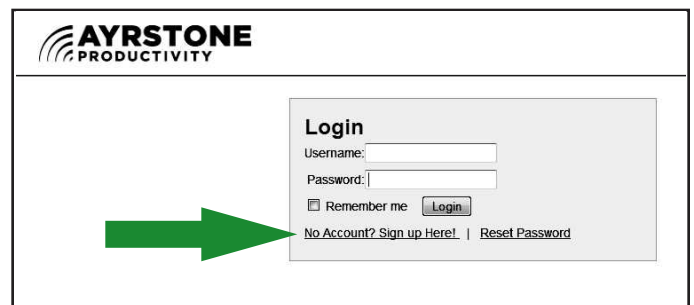 AYRSTONE
PRODUCTIVITY
Login
Username:
Password:
Remember me Login
No Account? Sign up Here! | Reset Password